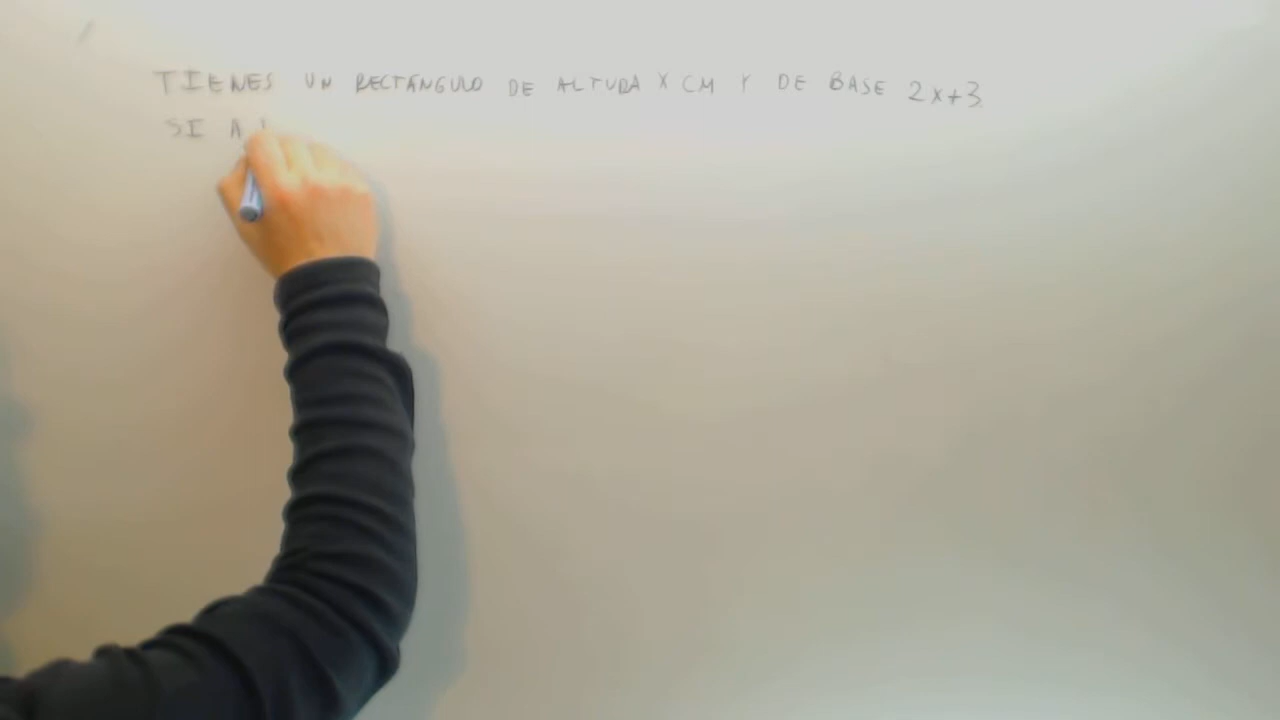 TIENES UN RECTÁNGULO DE ALTURA X CM Y DE BASE 2x+3
SI A